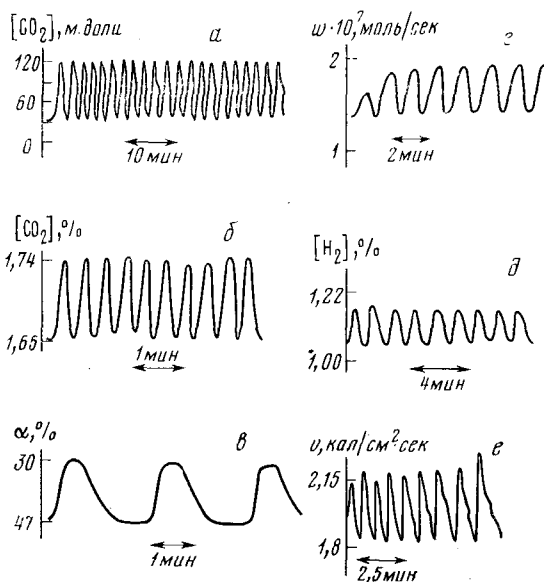 [CO₂], м. доли
а
120
60
0
10 мин
w·10,⁷моль/сек
г
2
1
2 мин
[CO₂], %
б
1,74
1,65
1 мин
[H₂], %
д
1,22
1,00
4 мин
α, %
в
30
47
1 мин
υ, кал/см²·сек
е
2,15
1,8
2,5 мин